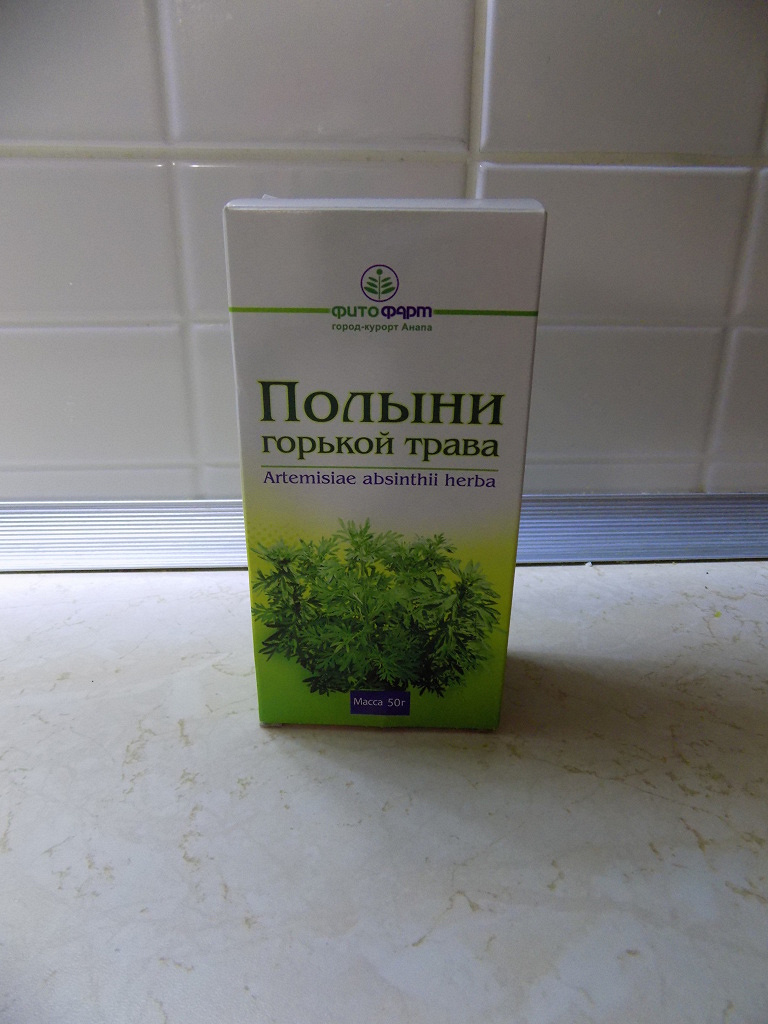 фитофарм
город-курорт Анапа
Полыни
горькой трава
Artemisiae absinthii herba
Масса 50г